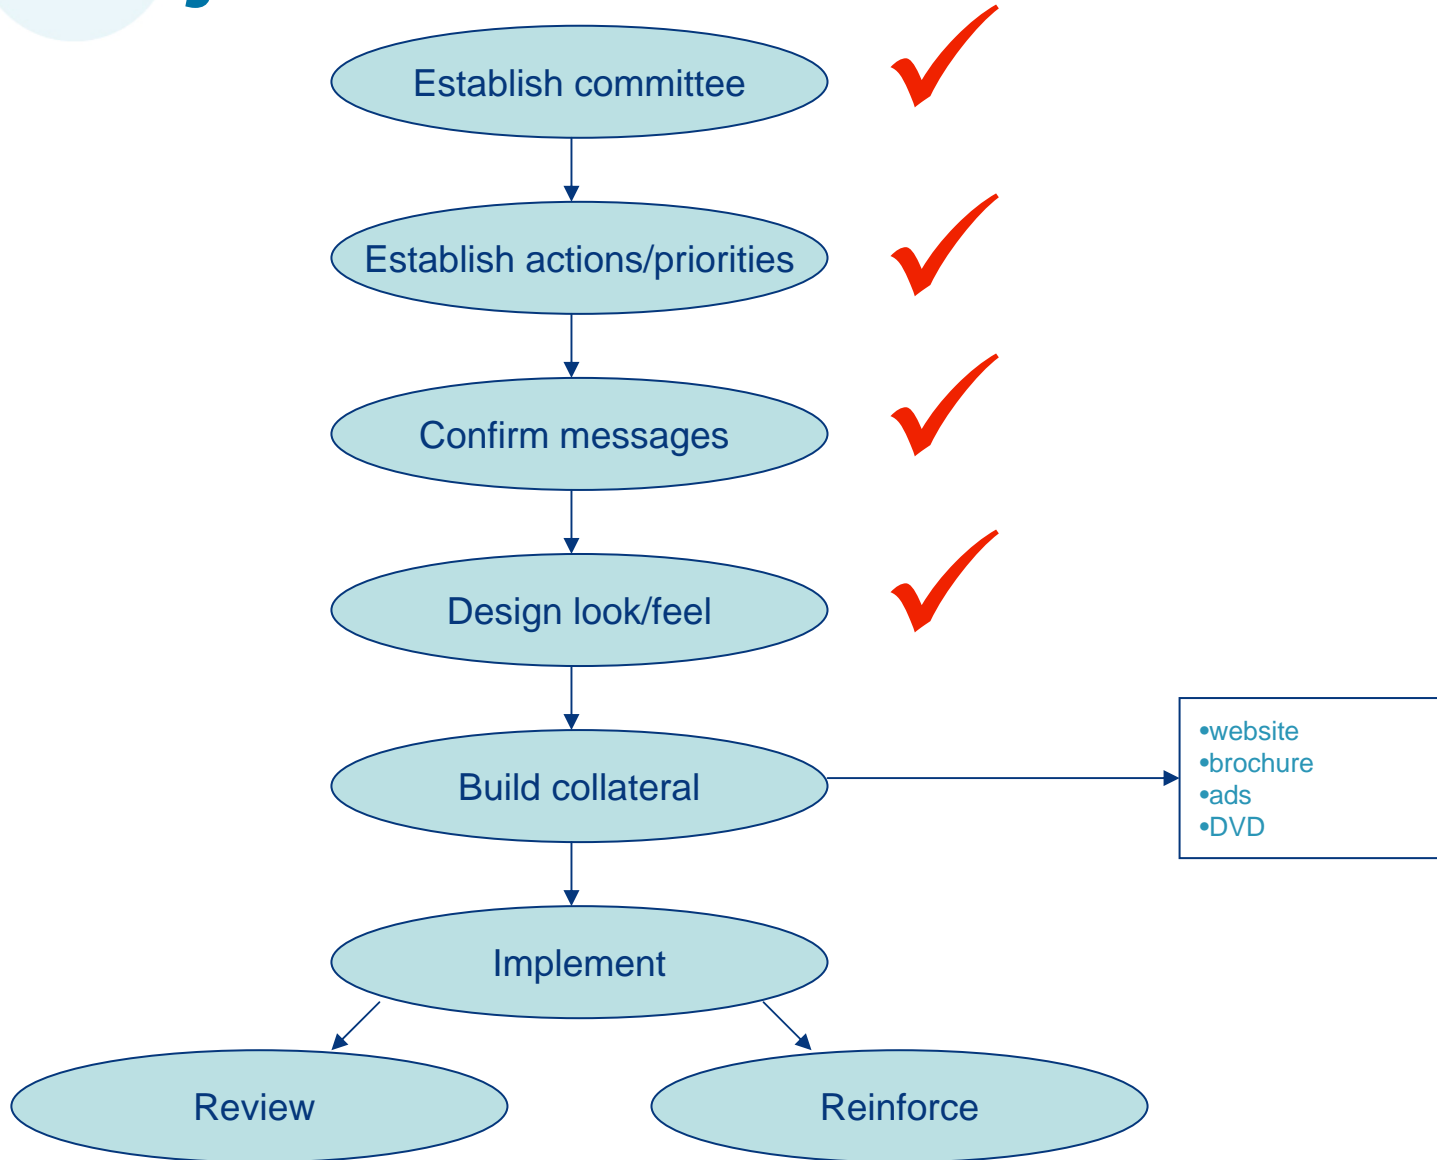 Establish committee
Establish actions/priorities
Confirm messages
Design look/feel
Build collateral
•website
•brochure
•ads
•DVD
Implement
Review
Reinforce